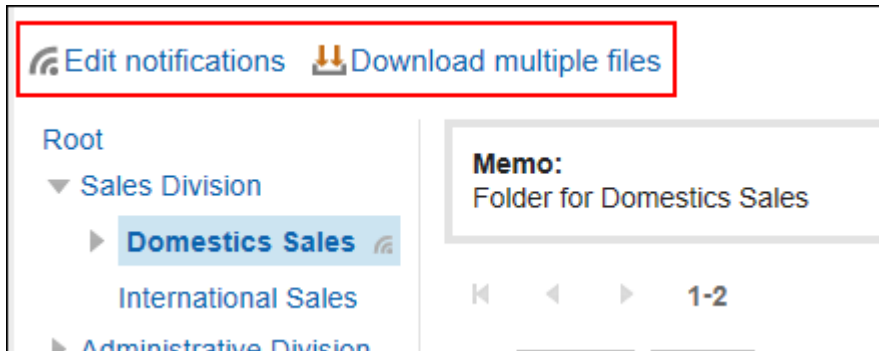 Edit notifications Download multiple files
Root
Sales Division
Domestics Sales
International Sales
Administrative Division
Memo:
Folder for Domestics Sales
1-2